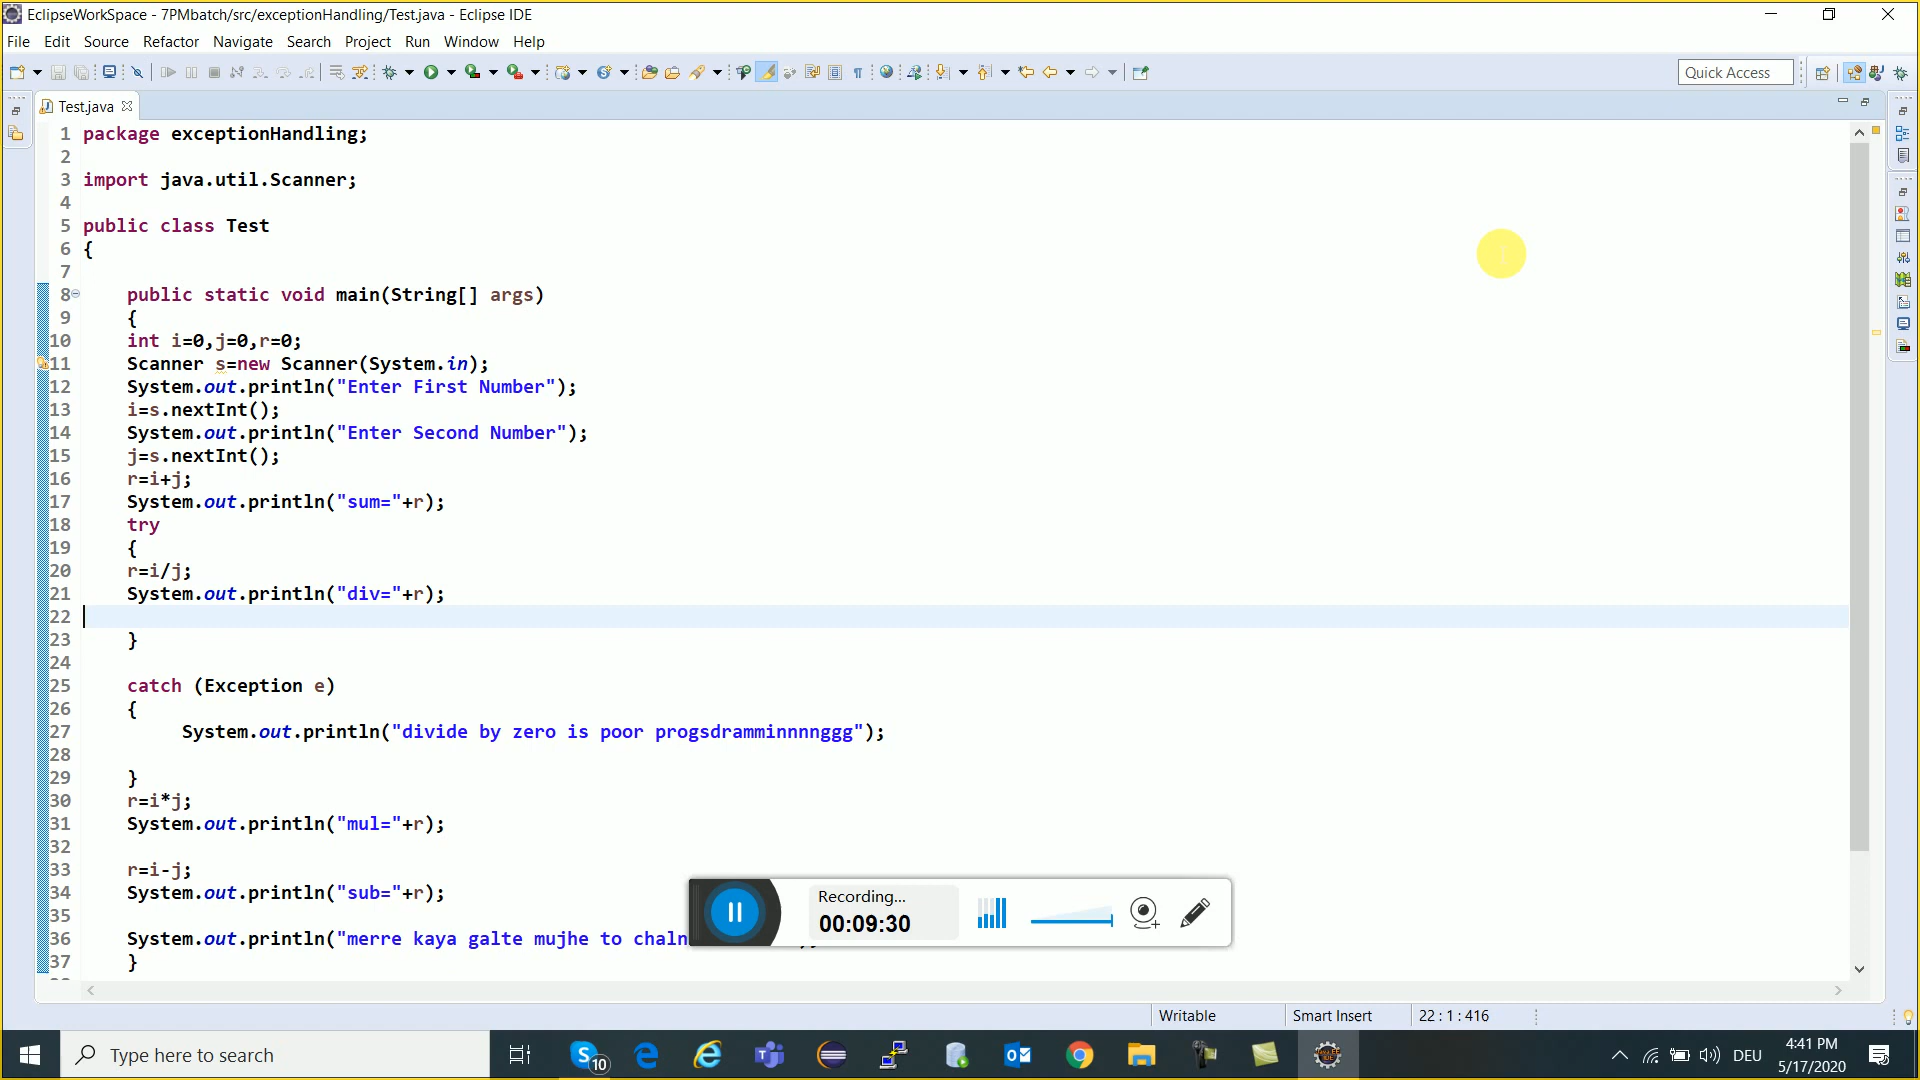 EclipseWorkSpace - 7PMbatch/src/exceptionHandling/Test.java - Eclipse IDE
File Edit Source Refactor Navigate Search Project Run Window Help
Quick Access
Test.java
1 package exceptionHandling;
2
3 import java.util.Scanner;
4
5 public class Test
6 {
7
8 public static void main(String[] args)
9 {
10 int i=0,j=0,r=0;
11 Scanner s=new Scanner(System.in);
12 System.out.println("Enter First Number");
13 i=s.nextInt();
14 System.out.println("Enter Second Number");
15 j=s.nextInt();
16 r=i+j;
17 System.out.println("sum="+r);
18 try
19 {
20 r=i/j;
21 System.out.println("div="+r);
22
23 }
24
25 catch (Exception e)
26 {
27 System.out.println("divide by zero is poor progsdramminnnnggg");
28
29 }
30 r=i*j;
31 System.out.println("mul="+r);
32
33 r=i-j;
34 System.out.println("sub="+r);
35
36 System.out.println("merre kaya galte mujhe to chaln
37 }
Recording...
00:09:30
Writable Smart Insert 22 : 1 : 416
Type here to search
10
DEU
4:41 PM
5/17/2020